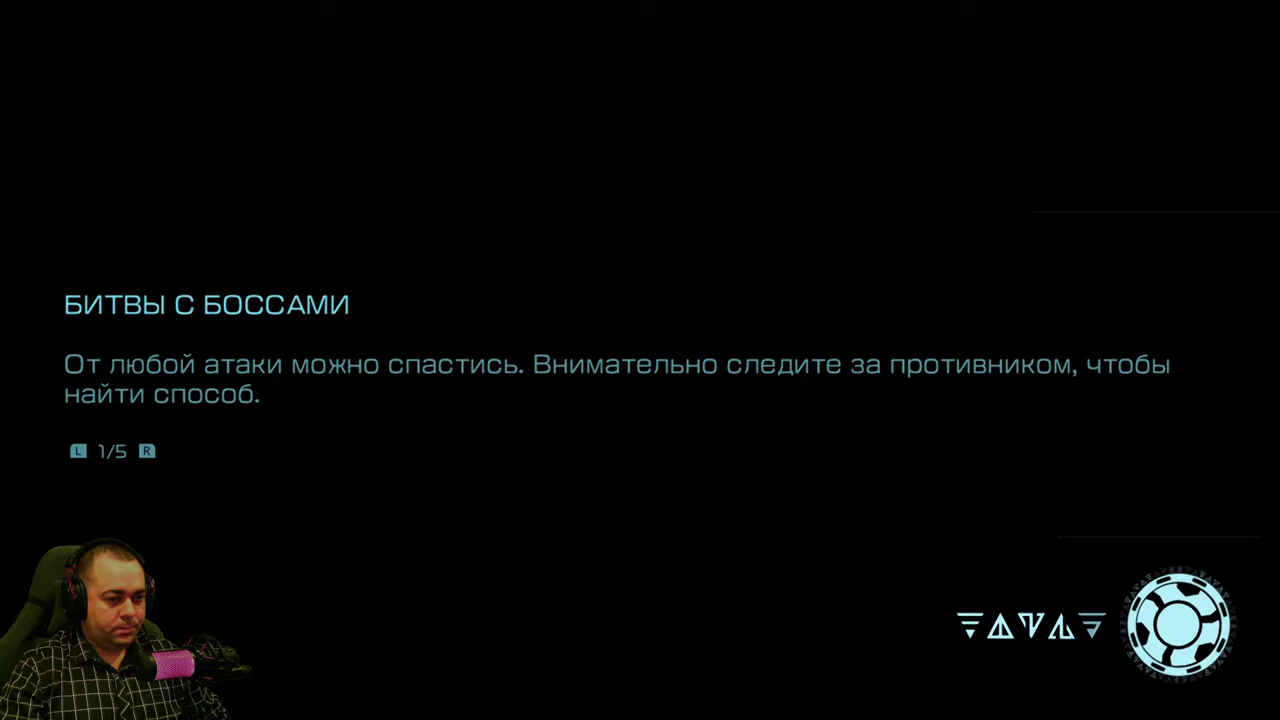 БИТВЫ С БОССАМИ
От любой атаки можно спастись. Внимательно следите за противником, чтобы
найти способ.
L 1/5 R